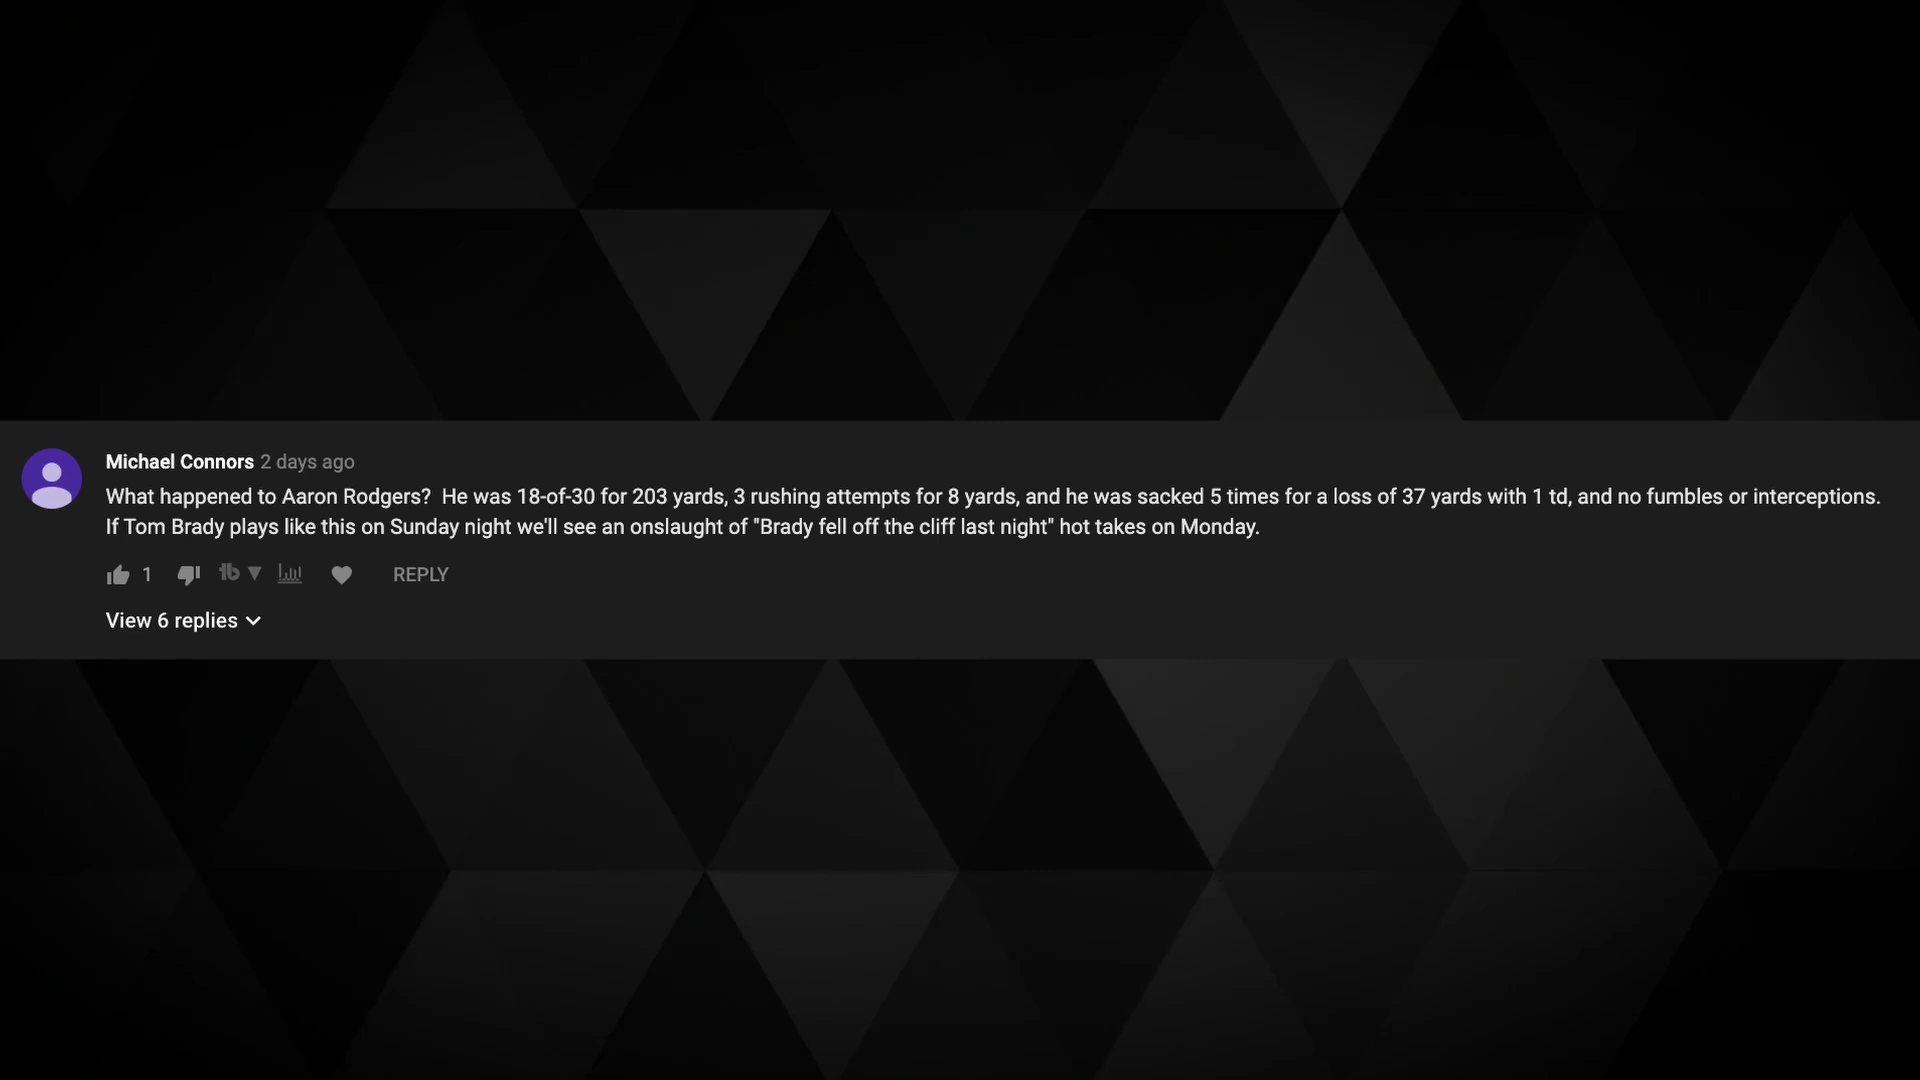 Michael Connors 2 days ago
What happened to Aaron Rodgers?  He was 18-of-30 for 203 yards, 3 rushing attempts for 8 yards, and he was sacked 5 times for a loss of 37 yards with 1 td, and no fumbles or interceptions.
If Tom Brady plays like this on Sunday night we'll see an onslaught of "Brady fell off the cliff last night" hot takes on Monday.
1 tb REPLY
View 6 replies